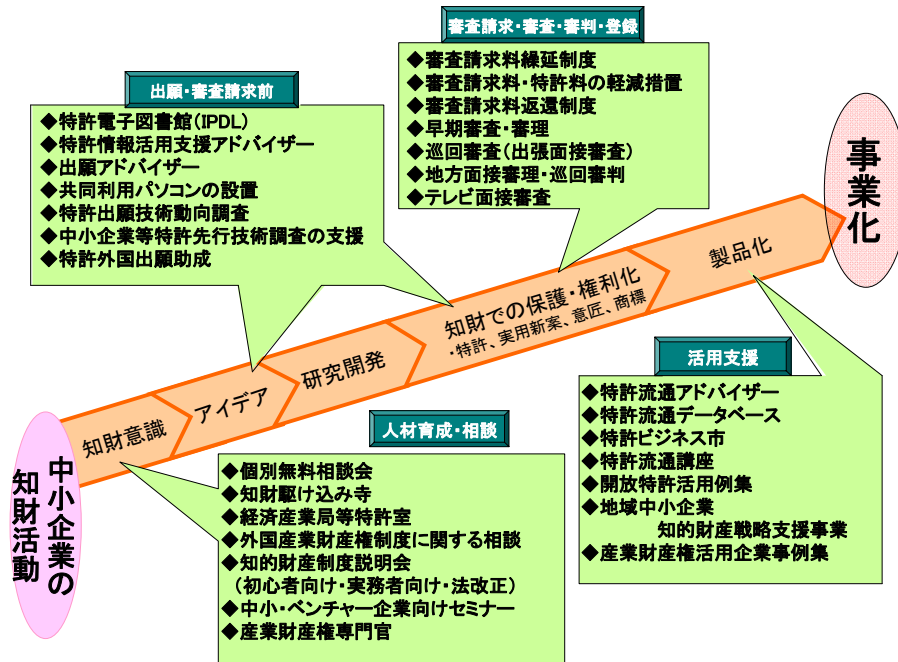 審査請求・審査・審判・登録
◆審査請求料繰延制度
◆審査請求料・特許料の軽減措置
◆審査請求料返還制度
◆早期審査・審理
◆巡回審査(出張面接審査)
◆地方面接審理・巡回審判
◆テレビ面接審査
出願・審査請求前
◆特許電子図書館(IPDL)
◆特許情報活用支援アドバイザー
◆出願アドバイザー
◆共同利用パソコンの設置
◆特許出願技術動向調査
◆中小企業等特許先行技術調査の支援
◆特許外国出願助成
事業化
製品化
知財での保護・権利化
・特許、実用新案、意匠、商標
研究開発
アイデア
知財意識
中小企業の
知財活動
活用支援
◆特許流通アドバイザー
◆特許流通データベース
◆特許ビジネス市
◆特許流通講座
◆開放特許活用例集
◆地域中小企業
知的財産戦略支援事業
◆産業財産権活用企業事例集
人材育成・相談
◆個別無料相談会
◆知財駆け込み寺
◆経済産業局等特許室
◆外国産業財産権制度に関する相談
◆知的財産制度説明会
(初心者向け・実務者向け・法改正)
◆中小・ベンチャー企業向けセミナー
◆産業財産権専門官